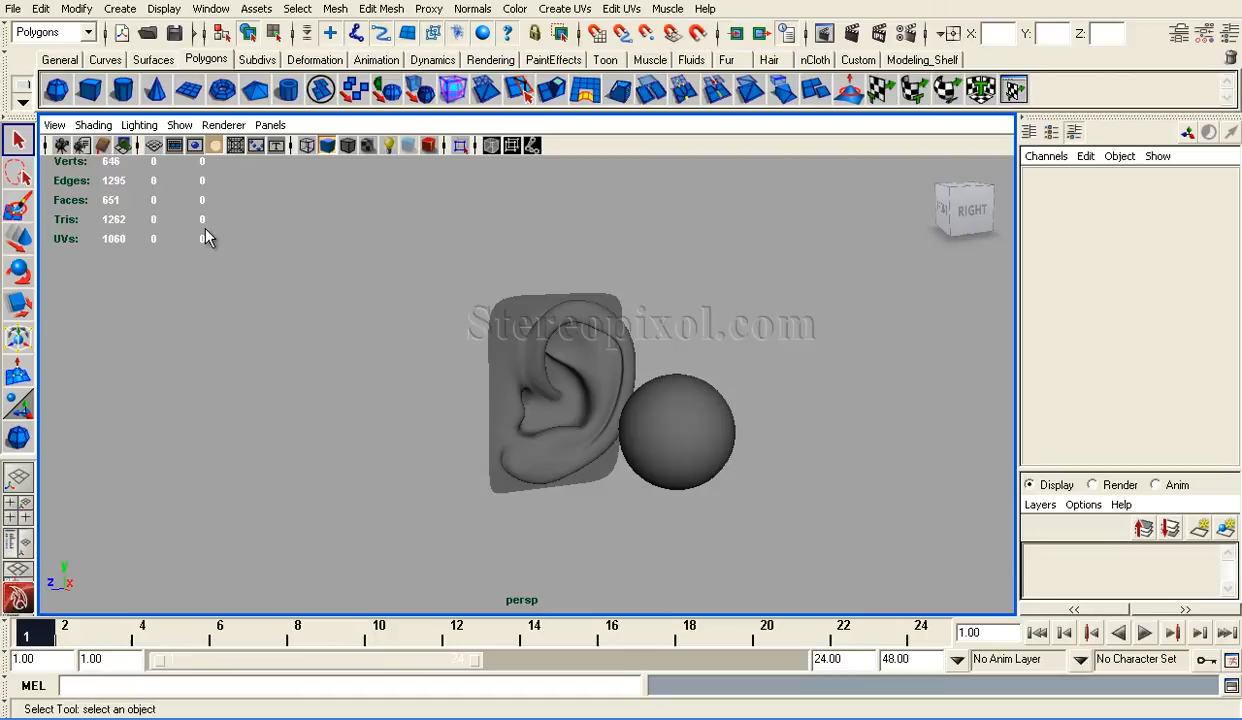 File Edit Modify Create Display Window Assets Select Mesh Edit Mesh Proxy Normals Color Create UVs Edit UVs Muscle Help
Polygons X: Y: Z:
General Curves Surfaces Polygons Subdivs Deformation Animation Dynamics Rendering PaintEffects Toon Muscle Fluids Fur Hair nCloth Custom Modeling_Shelf
View Shading Lighting Show Renderer Panels
Channels Edit Object Show
Verts: 646 0 0
Edges: 1295 0 0
Faces: 651 0 0
Tris: 1262 0 0
UVs: 1060 0 0
RIGHT
Stereopixol.com
Display Render Anim
Layers Options Help
y
z x
persp
<< >>
1 2 4 6 8 10 12 14 16 18 20 22 24 1.00
1.00 1.00 1 24 24.00 48.00 No Anim Layer No Character Set
MEL
Select Tool: select an object